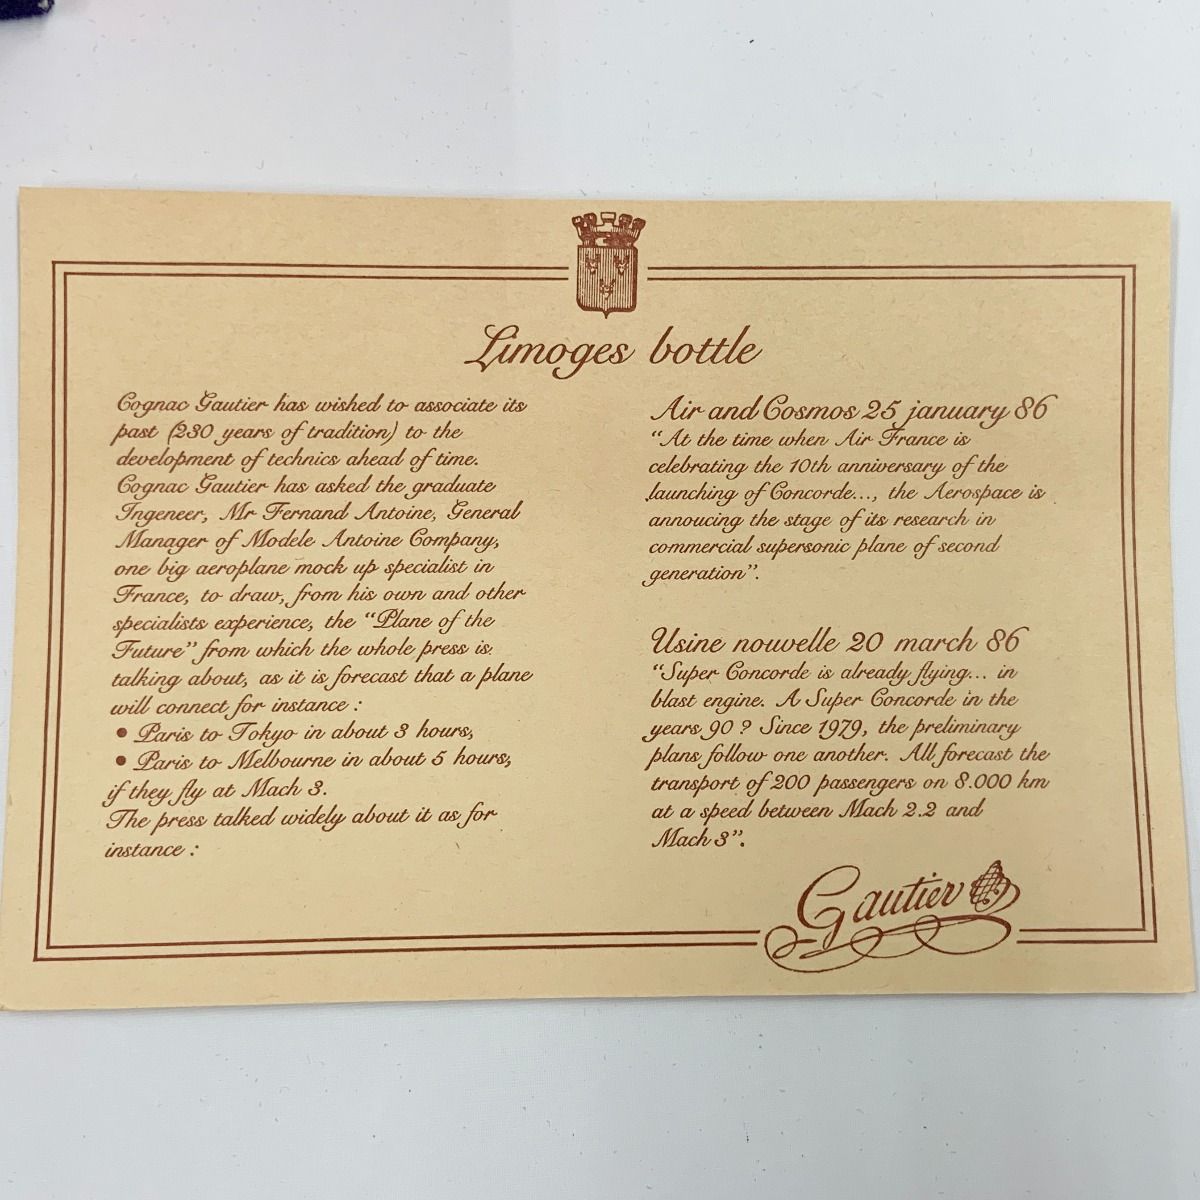 Limoges bottle
Cognac Gautier has wished to associate its
past (230 years of tradition) to the
development of technics ahead of time.
Cognac Gautier has asked the graduate
Ingeneer, Mr Fernand Antoine, General
Manager of Modele Antoine Company,
one big aeroplane mock up specialist in
France, to draw, from his own and other
specialists experience, the “Plane of the
Future” from which the whole press is
talking about, as it is forecast that a plane
will connect for instance :
• Paris to Tokyo in about 3 hours,
• Paris to Melbourne in about 5 hours,
if they fly at Mach 3.
The press talked widely about it as for
instance :
Air and Cosmos 25 january 86
“At the time when Air France is
celebrating the 10th anniversary of the
launching of Concorde..., the Aerospace is
annoucing the stage of its research in
commercial supersonic plane of second
generation”.
Usine nouvelle 20 march 86
“Super Concorde is already flying... in
blast engine. A Super Concorde in the
years 90 ? Since 1979, the preliminary
plans follow one another. All forecast the
transport of 200 passengers on 8.000 km
at a speed between Mach 2.2 and
Mach 3”.
Gautier